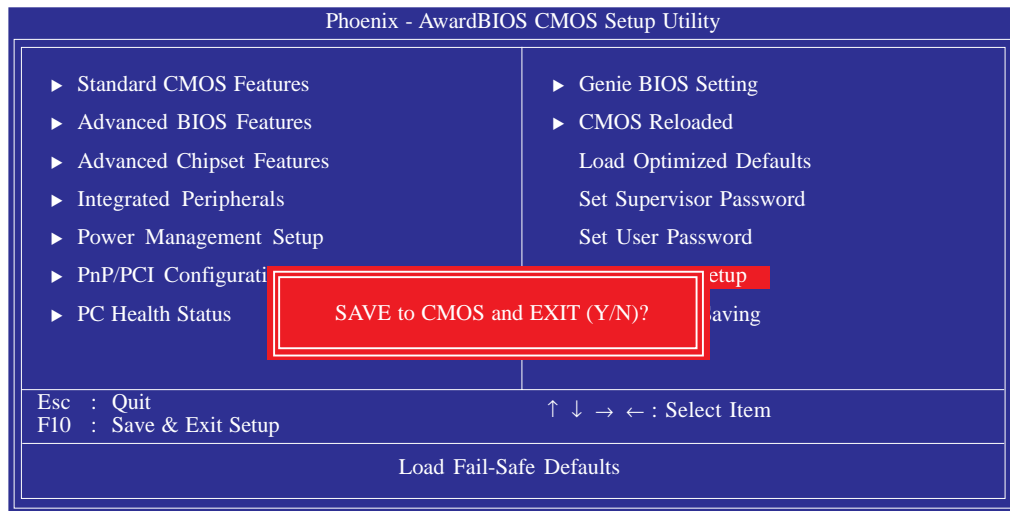 Phoenix - AwardBIOS CMOS Setup Utility
► Standard CMOS Features
► Advanced BIOS Features
► Advanced Chipset Features
► Integrated Peripherals
► Power Management Setup
► PnP/PCI Configurati
► PC Health Status
► Genie BIOS Setting
► CMOS Reloaded
Load Optimized Defaults
Set Supervisor Password
Set User Password
etup
aving
SAVE to CMOS and EXIT (Y/N)?
Esc : Quit
F10 : Save & Exit Setup
↑ ↓ → ← : Select Item
Load Fail-Safe Defaults